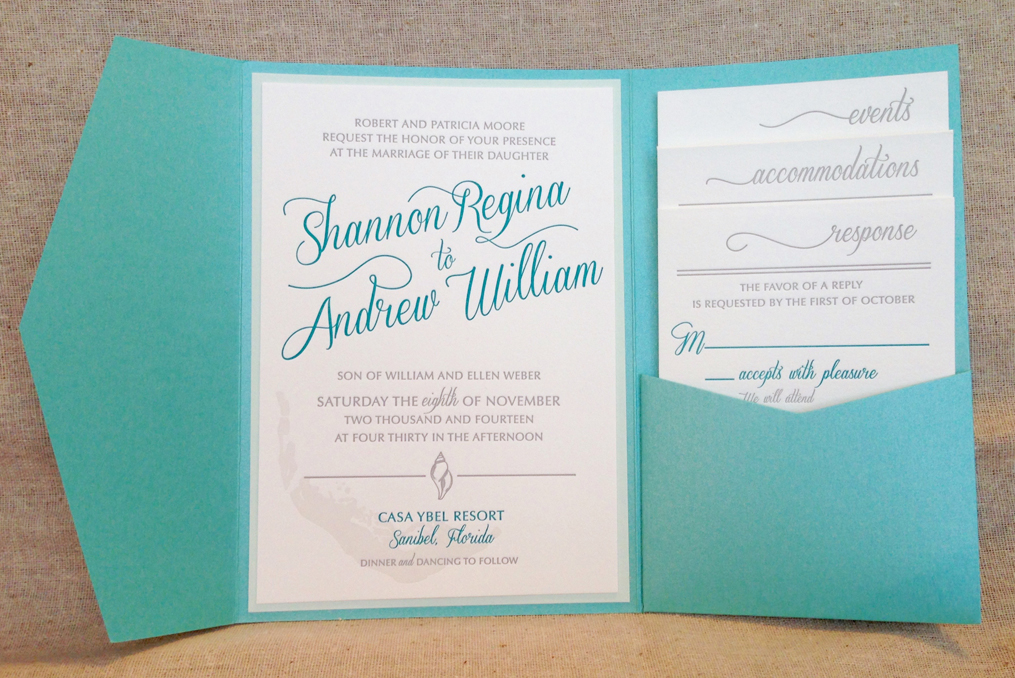 ROBERT AND PATRICIA MOORE
REQUEST THE HONOR OF YOUR PRESENCE
AT THE MARRIAGE OF THEIR DAUGHTER
Shannon Regina
to
Andrew William
SON OF WILLIAM AND ELLEN WEBER
SATURDAY THE eighth OF NOVEMBER
TWO THOUSAND AND FOURTEEN
AT FOUR THIRTY IN THE AFTERNOON
CASA YBEL RESORT
Sanibel, Florida
DINNER and DANCING TO FOLLOW
events
accommodations
response
THE FAVOR OF A REPLY
IS REQUESTED BY THE FIRST OF OCTOBER
M
accepts with pleasure
We will attend